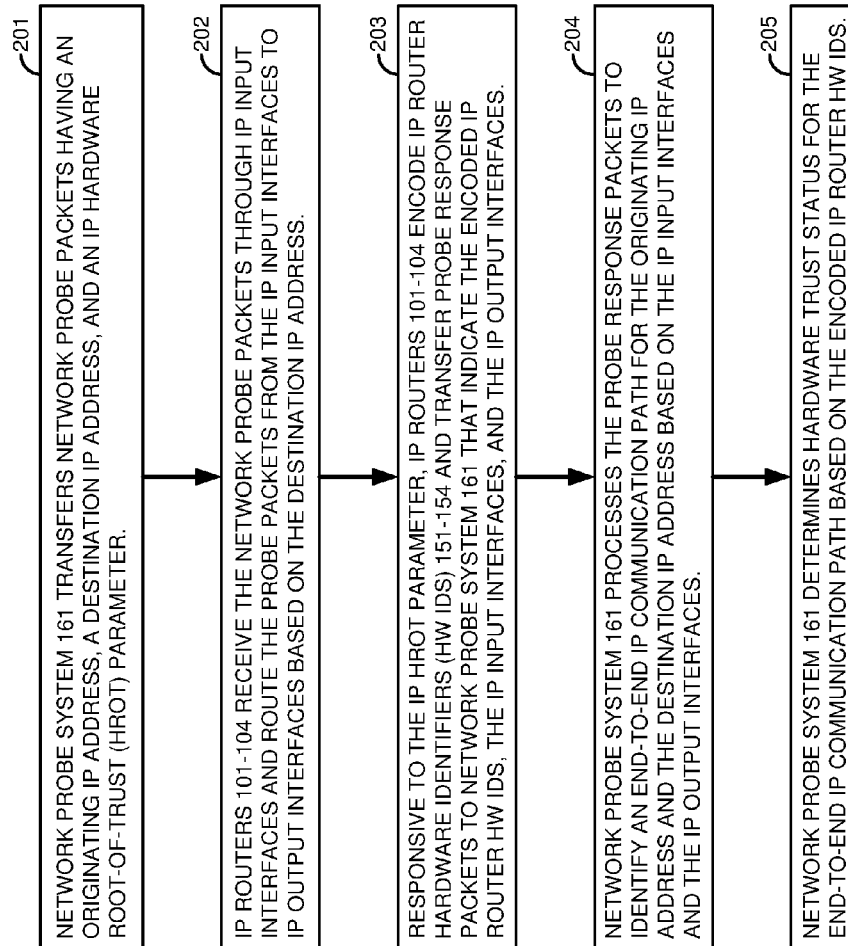 201
NETWORK PROBE SYSTEM 161 TRANSFERS NETWORK PROBE PACKETS HAVING AN
ORIGINATING IP ADDRESS, A DESTINATION IP ADDRESS, AND AN IP HARDWARE
ROOT-OF-TRUST (HROT) PARAMETER.
202
IP ROUTERS 101-104 RECEIVE THE NETWORK PROBE PACKETS THROUGH IP INPUT
INTERFACES AND ROUTE THE PROBE PACKETS FROM THE IP INPUT INTERFACES TO
IP OUTPUT INTERFACES BASED ON THE DESTINATION IP ADDRESS.
203
RESPONSIVE TO THE IP HROT PARAMETER, IP ROUTERS 101-104 ENCODE IP ROUTER
HARDWARE IDENTIFIERS (HW IDS) 151-154 AND TRANSFER PROBE RESPONSE
PACKETS TO NETWORK PROBE SYSTEM 161 THAT INDICATE THE ENCODED IP
ROUTER HW IDS, THE IP INPUT INTERFACES, AND THE IP OUTPUT INTERFACES.
204
NETWORK PROBE SYSTEM 161 PROCESSES THE PROBE RESPONSE PACKETS TO
IDENTIFY AN END-TO-END IP COMMUNICATION PATH FOR THE ORIGINATING IP
ADDRESS AND THE DESTINATION IP ADDRESS BASED ON THE IP INPUT INTERFACES
AND THE IP OUTPUT INTERFACES.
205
NETWORK PROBE SYSTEM 161 DETERMINES HARDWARE TRUST STATUS FOR THE
END-TO-END IP COMMUNICATION PATH BASED ON THE ENCODED IP ROUTER HW IDS.